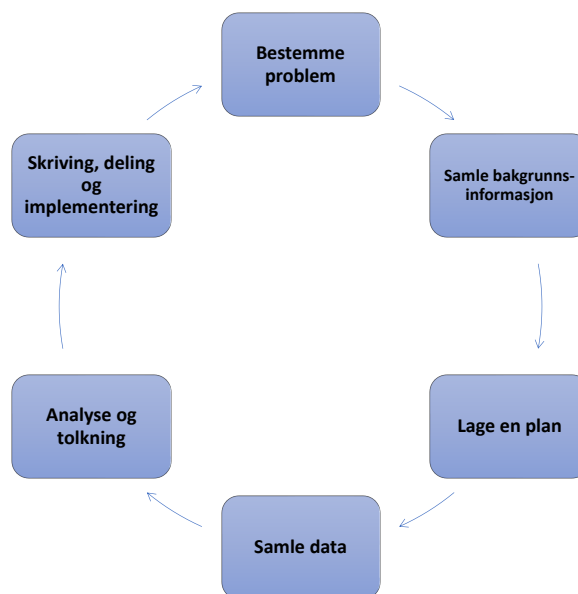 Bestemme
problem
Samle bakgrunns-
informasjon
Lage en plan
Samle data
Analyse og
tolkning
Skriving, deling
og
implementering